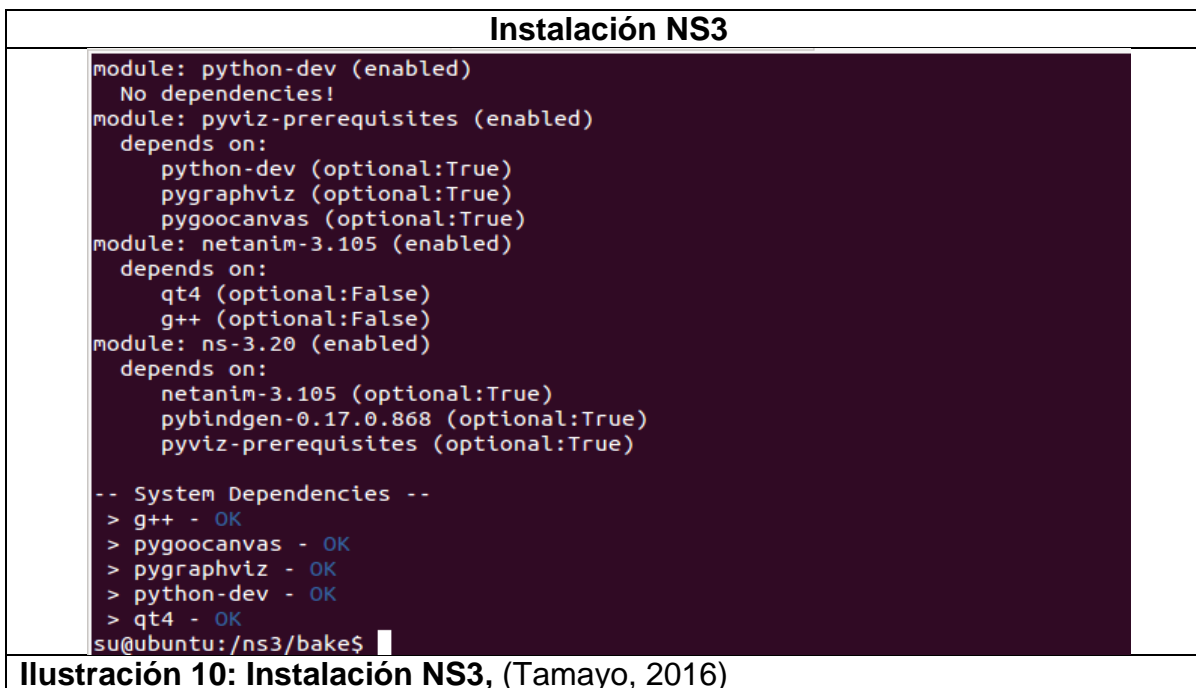 Instalación NS3
module: python-dev (enabled)
  No dependencies!
module: pyviz-prerequisites (enabled)
  depends on:
     python-dev (optional:True)
     pygraphviz (optional:True)
     pygoocanvas (optional:True)
module: netanim-3.105 (enabled)
  depends on:
     qt4 (optional:False)
     g++ (optional:False)
module: ns-3.20 (enabled)
  depends on:
     netanim-3.105 (optional:True)
     pybindgen-0.17.0.868 (optional:True)
     pyviz-prerequisites (optional:True)

-- System Dependencies --
 > g++ - OK
 > pygoocanvas - OK
 > pygraphviz - OK
 > python-dev - OK
 > qt4 - OK
su@ubuntu:/ns3/bake$
Ilustración 10: Instalación NS3, (Tamayo, 2016)